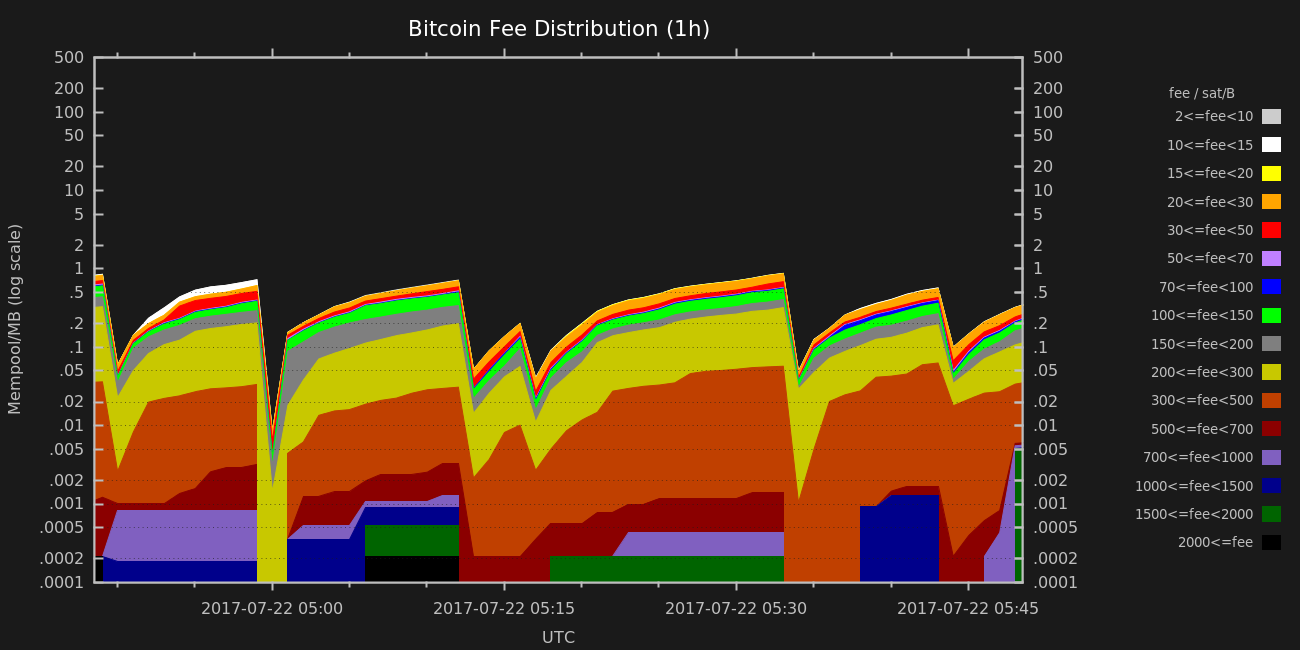 Bitcoin Fee Distribution (1h)
500 500
200 200
100 100
50 50
20 20
10 10
5 5
2 2
1 1
.5 .5
.2 .2
.1 .1
.05 .05
.02 .02
.01 .01
.005 .005
.002 .002
.001 .001
.0005 .0005
.0002 .0002
.0001 .0001
Mempool/MB (log scale)
2017-07-22 05:00 2017-07-22 05:15 2017-07-22 05:30 2017-07-22 05:45
UTC
fee / sat/B
2<=fee<10
10<=fee<15
15<=fee<20
20<=fee<30
30<=fee<50
50<=fee<70
70<=fee<100
100<=fee<150
150<=fee<200
200<=fee<300
300<=fee<500
500<=fee<700
700<=fee<1000
1000<=fee<1500
1500<=fee<2000
2000<=fee